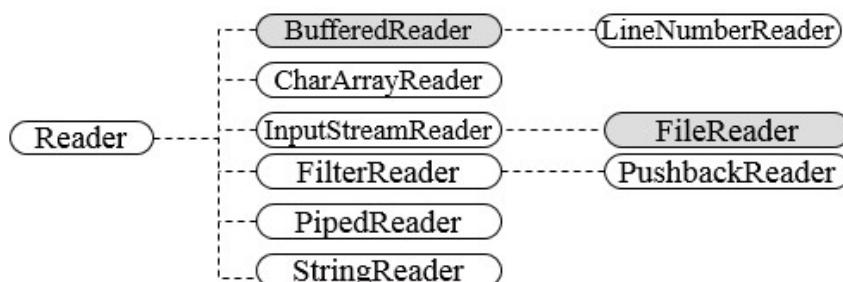 BufferedReader LineNumberReader
CharArrayReader
InputStreamReader FileReader
Reader
FilterReader PushbackReader
PipedReader
StringReader